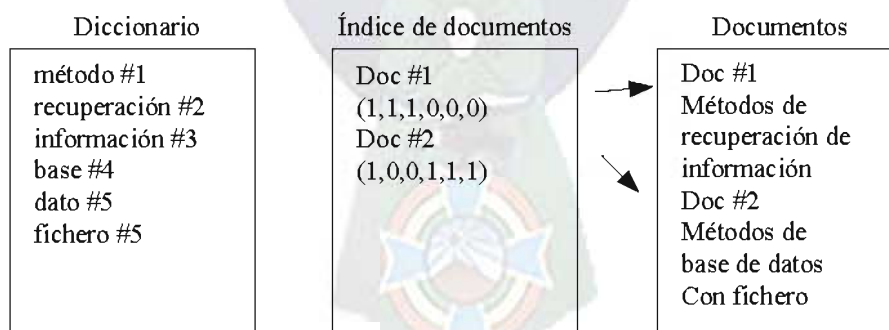 Diccionario
método #1
recuperación #2
información #3
base #4
dato #5
fichero #5
Índice de documentos
Doc #1
(1,1,1,0,0,0)
Doc #2
(1,0,0,1,1,1)
Documentos
Doc #1
Métodos de
recuperación de
información
Doc #2
Métodos de
base de datos
Con fichero